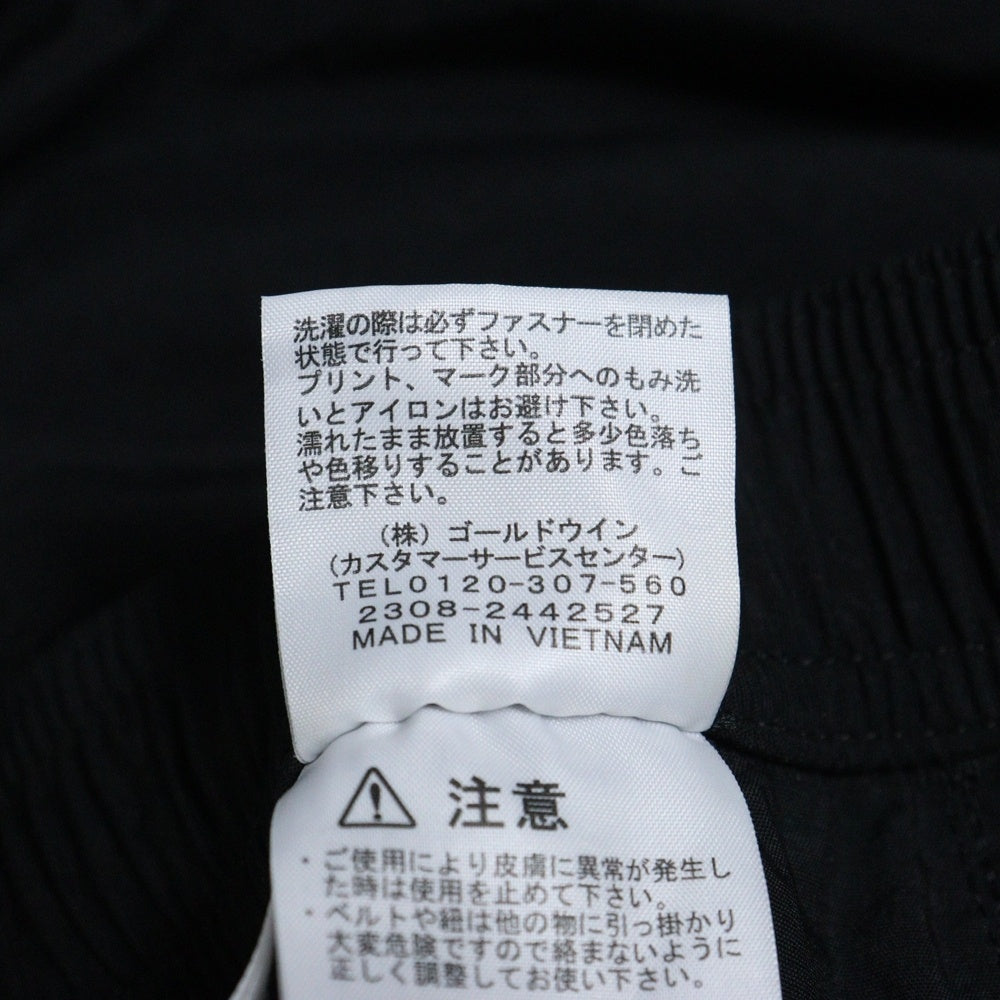 洗濯の際は必ずファスナーを閉めた
状態で行って下さい。
プリント、マーク部分へのもみ洗
いとアイロンはお避け下さい。
濡れたまま放置すると多少色落ち
や色移りすることがあります。ご
注意下さい。
(株)ゴールドウイン
(カスタマーサービスセンター)
TEL0120-307-560
2308-2442527
MADE IN VIETNAM
注意
・ご使用により皮膚に異常が発生し
た時は使用を止めて下さい。
・ベルトや紐は他の物に引っ掛かり
大変危険ですので絡まないように
正しく調整してお使い下さい。